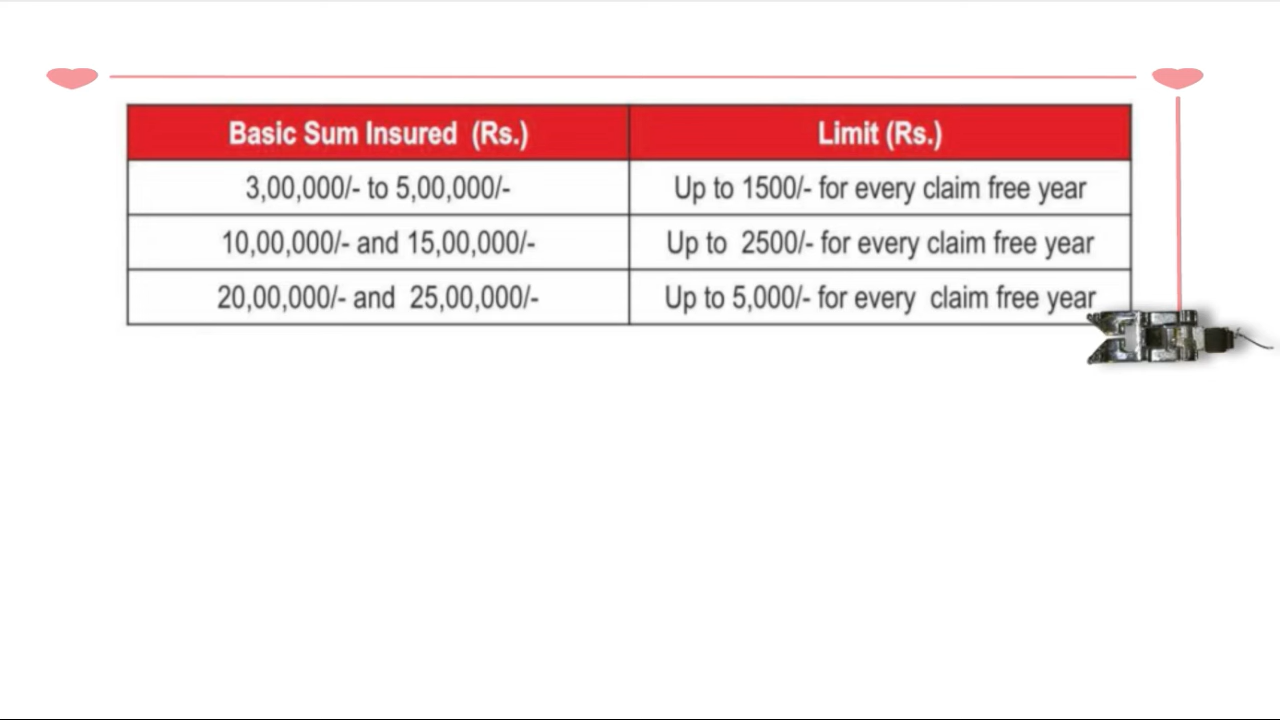 Basic Sum Insured (Rs.) Limit (Rs.)
3,00,000/- to 5,00,000/- Up to 1500/- for every claim free year
10,00,000/- and 15,00,000/- Up to 2500/- for every claim free year
20,00,000/- and 25,00,000/- Up to 5,000/- for every claim free year